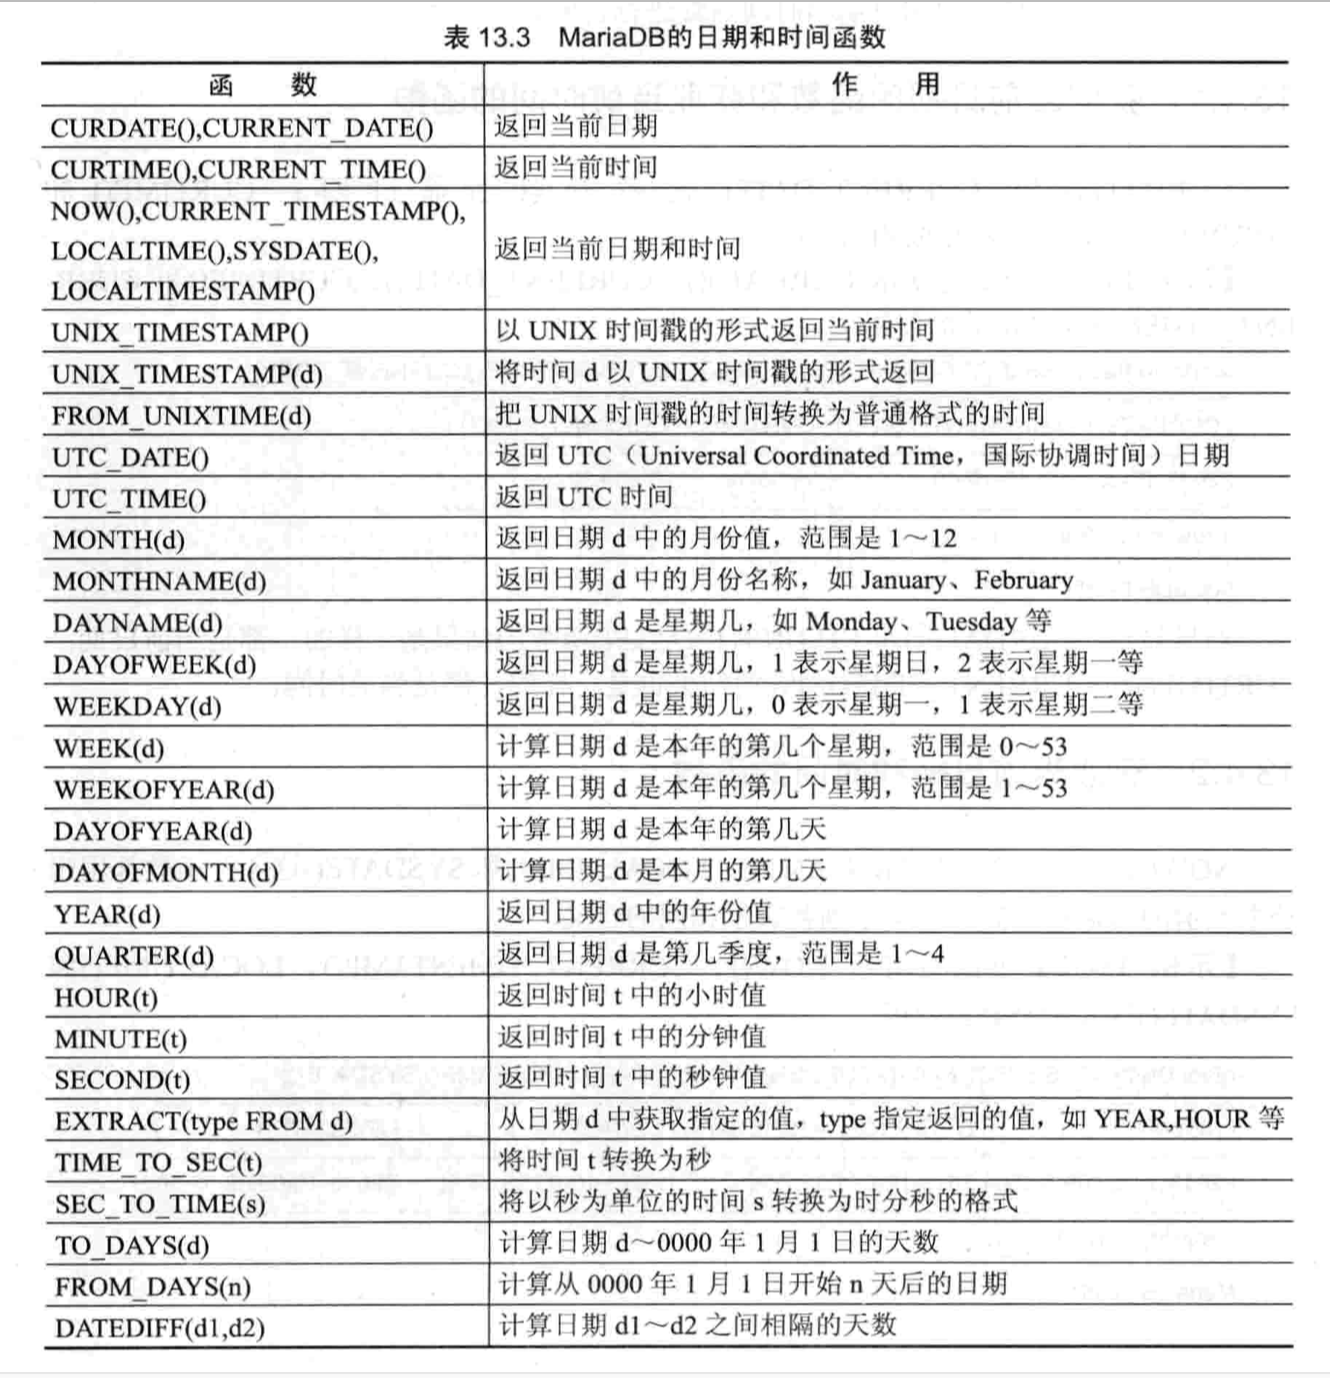 表 13.3 MariaDB的日期和时间函数
函 数 作 用
CURDATE(),CURRENT_DATE() 返回当前日期
CURTIME(),CURRENT_TIME() 返回当前时间
NOW(),CURRENT_TIMESTAMP(),
LOCALTIME(),SYSDATE(), 返回当前日期和时间
LOCALTIMESTAMP()
UNIX_TIMESTAMP() 以 UNIX 时间戳的形式返回当前时间
UNIX_TIMESTAMP(d) 将时间 d 以 UNIX 时间戳的形式返回
FROM_UNIXTIME(d) 把 UNIX 时间戳的时间转换为普通格式的时间
UTC_DATE() 返回 UTC（Universal Coordinated Time，国际协调时间）日期
UTC_TIME() 返回 UTC 时间
MONTH(d) 返回日期 d 中的月份值，范围是 1～12
MONTHNAME(d) 返回日期 d 中的月份名称，如 January、February
DAYNAME(d) 返回日期 d 是星期几，如 Monday、Tuesday 等
DAYOFWEEK(d) 返回日期 d 是星期几，1 表示星期日，2 表示星期一等
WEEKDAY(d) 返回日期 d 是星期几，0 表示星期一，1 表示星期二等
WEEK(d) 计算日期 d 是本年的第几个星期，范围是 0～53
WEEKOFYEAR(d) 计算日期 d 是本年的第几个星期，范围是 1～53
DAYOFYEAR(d) 计算日期 d 是本年的第几天
DAYOFMONTH(d) 计算日期 d 是本月的第几天
YEAR(d) 返回日期 d 中的年份值
QUARTER(d) 返回日期 d 是第几季度，范围是 1～4
HOUR(t) 返回时间 t 中的小时值
MINUTE(t) 返回时间 t 中的分钟值
SECOND(t) 返回时间 t 中的秒钟值
EXTRACT(type FROM d) 从日期 d 中获取指定的值，type 指定返回的值，如 YEAR,HOUR 等
TIME_TO_SEC(t) 将时间 t 转换为秒
SEC_TO_TIME(s) 将以秒为单位的时间 s 转换为时分秒的格式
TO_DAYS(d) 计算日期 d～0000 年 1 月 1 日的天数
FROM_DAYS(n) 计算从 0000 年 1 月 1 日开始 n 天后的日期
DATEDIFF(d1,d2) 计算日期 d1～d2 之间相隔的天数